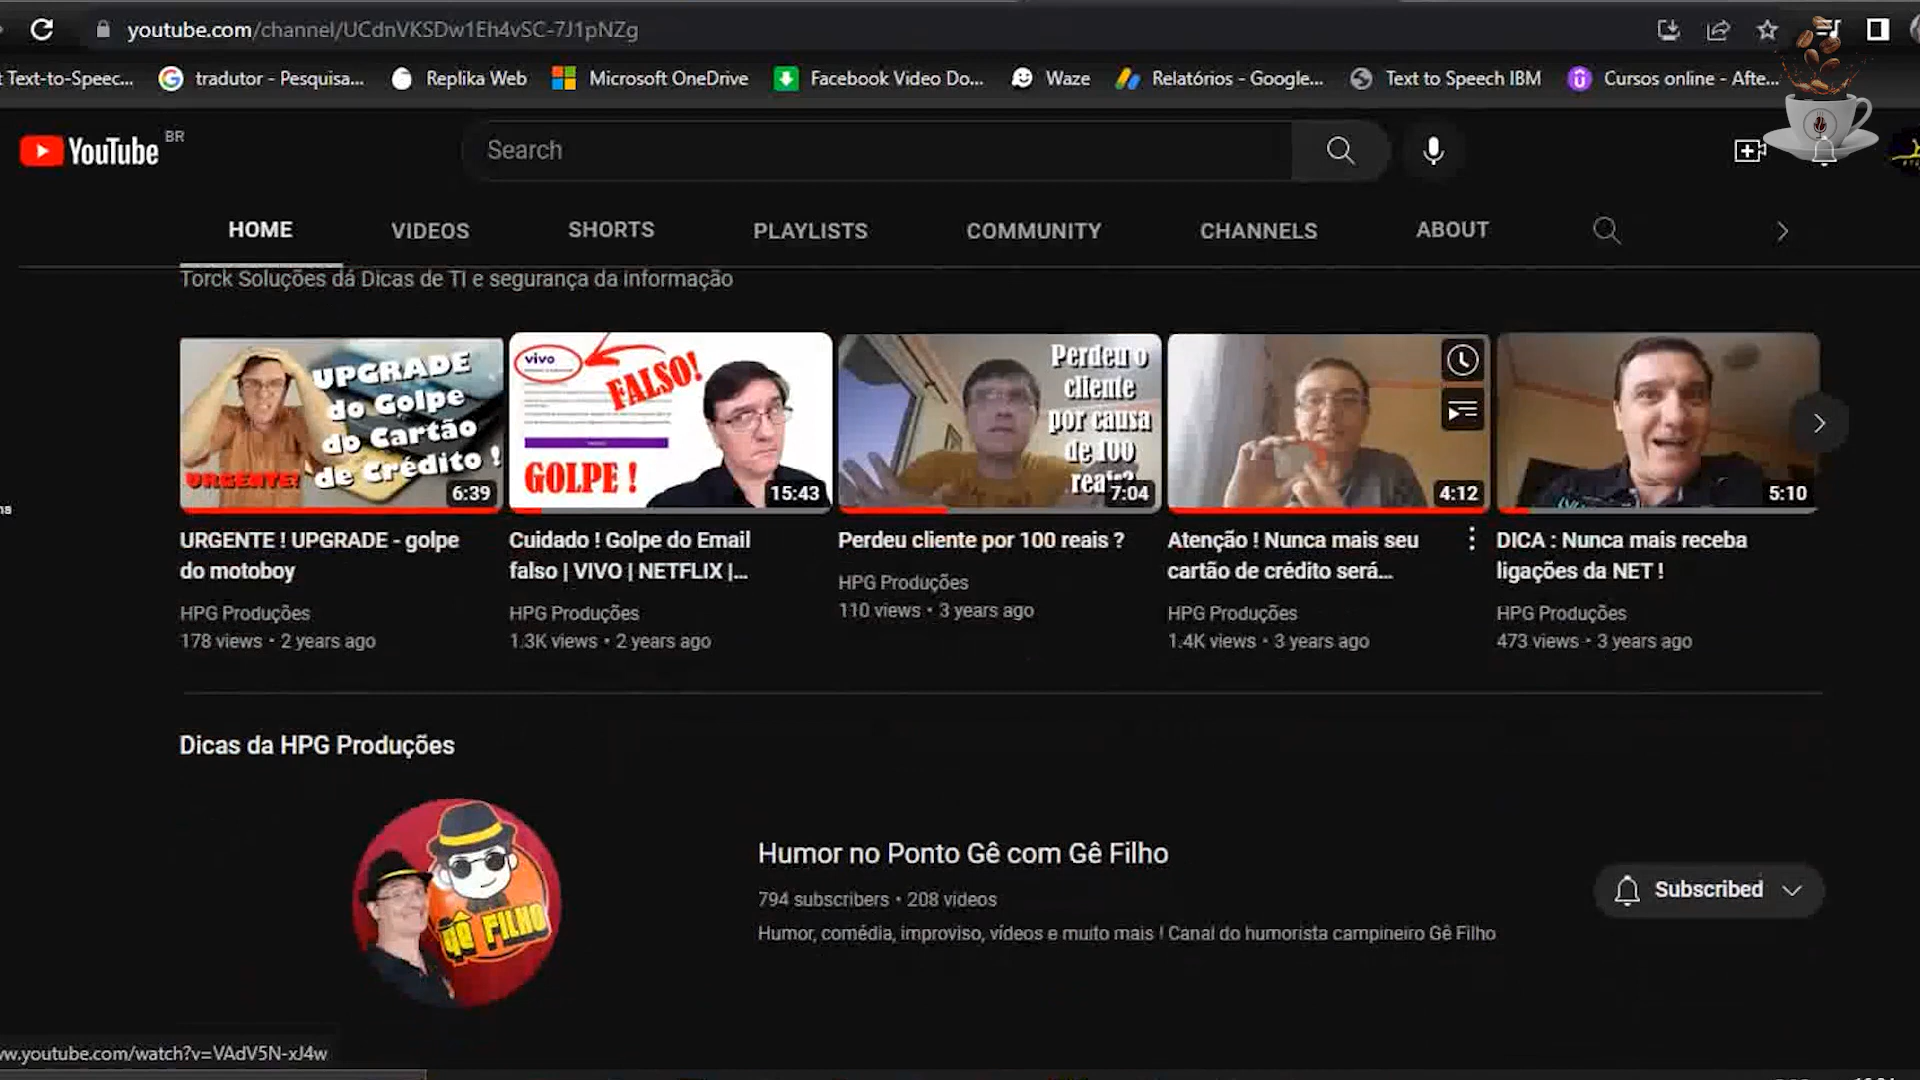 youtube.com/channel/UCdnVKSDw1Eh4vSC-7J1pNZg
t Text-to-Speec... tradutor - Pesquisa... Replika Web Microsoft OneDrive Facebook Video Do... Waze Relatórios - Google... Text to Speech IBM Cursos online - Afte...
YouTube BR
Search
HOME VIDEOS SHORTS PLAYLISTS COMMUNITY CHANNELS ABOUT
Torck Soluções dá Dicas de TI e segurança da informação
UPGRADE
do Golpe
do Cartão
de Crédito !
URGENTE!
6:39
vivo
FALSO!
GOLPE !
15:43
Perdeu o
cliente
por causa
de 100
reais?
7:04
4:12
5:10
URGENTE ! UPGRADE - golpe
do motoboy
HPG Produções
178 views • 2 years ago
Cuidado ! Golpe do Email
falso | VIVO | NETFLIX |...
HPG Produções
1.3K views • 2 years ago
Perdeu cliente por 100 reais ?
HPG Produções
110 views • 3 years ago
Atenção ! Nunca mais seu
cartão de crédito será...
HPG Produções
1.4K views • 3 years ago
DICA : Nunca mais receba
ligações da NET !
HPG Produções
473 views • 3 years ago
Dicas da HPG Produções
gê FILHO
Humor no Ponto Gê com Gê Filho
794 subscribers • 208 videos
Humor, comédia, improviso, vídeos e muito mais ! Canal do humorista campineiro Gê Filho
Subscribed
ww.youtube.com/watch?v=VAdV5N-xJ4w